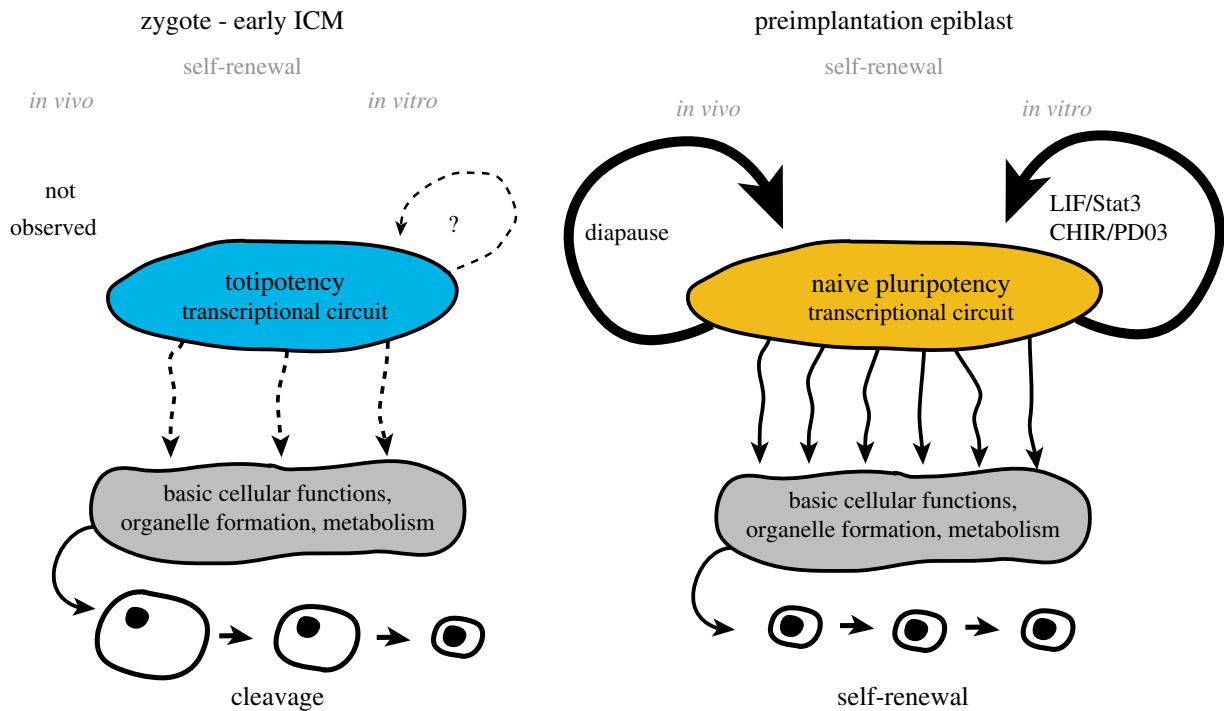 zygote - early ICM
self-renewal
in vivo
in vitro
not
observed
?
totipotency
transcriptional circuit
basic cellular functions,
organelle formation, metabolism
cleavage
preimplantation epiblast
self-renewal
in vivo
in vitro
diapause
LIF/Stat3
CHIR/PD03
naive pluripotency
transcriptional circuit
basic cellular functions,
organelle formation, metabolism
self-renewal